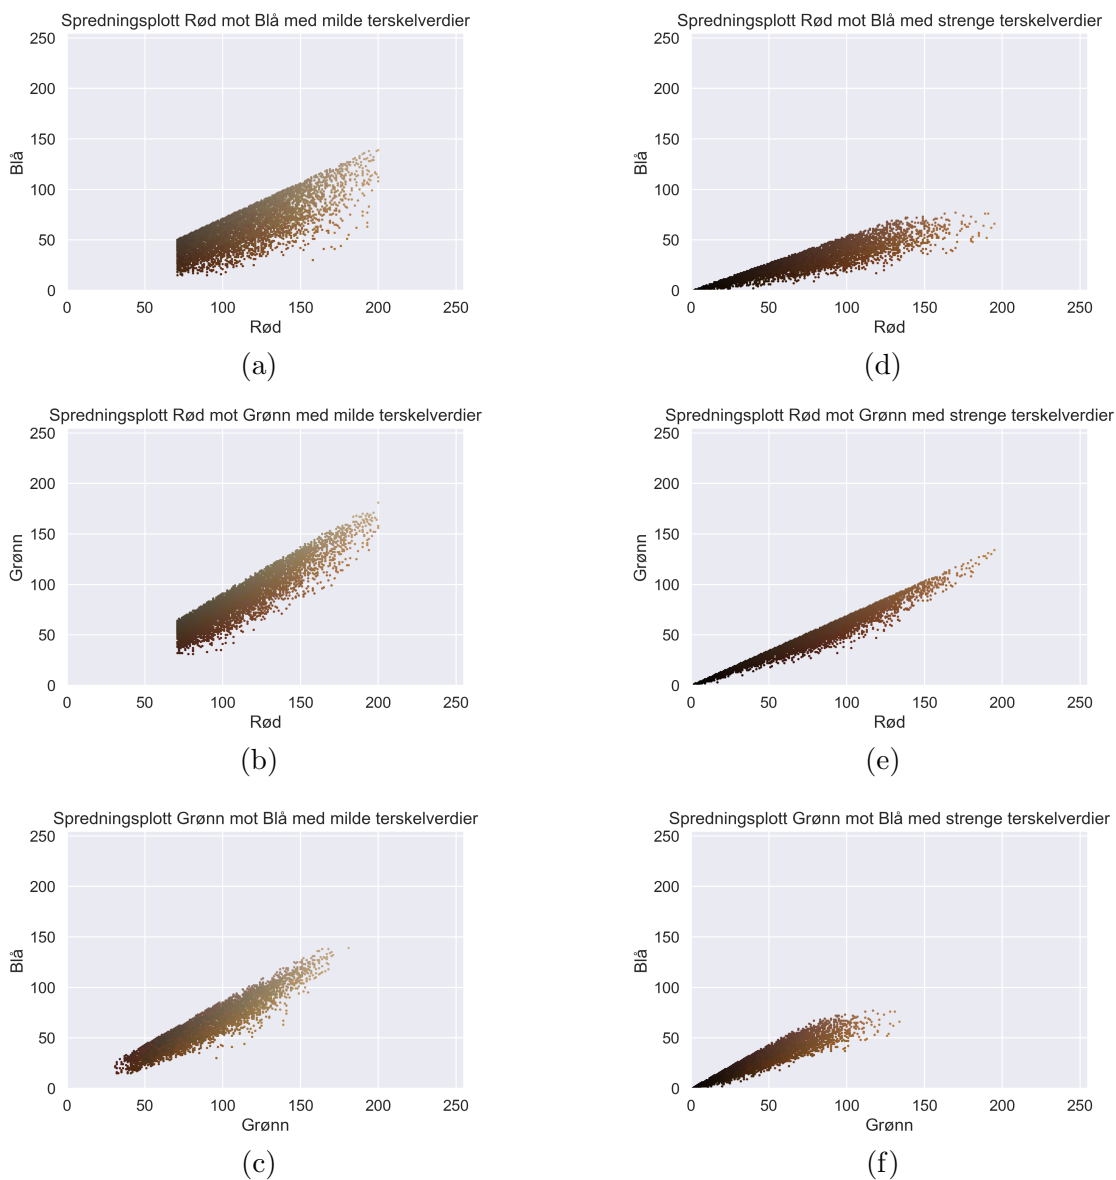 Spredningsplott Rød mot Blå med milde terskelverdier
250
200
150
100
50
0
Blå
0 50 100 150 200 250
Rød
(a)
Spredningsplott Rød mot Blå med strenge terskelverdier
250
200
150
100
50
0
Blå
0 50 100 150 200 250
Rød
(d)
Spredningsplott Rød mot Grønn med milde terskelverdier
250
200
150
100
50
0
Grønn
0 50 100 150 200 250
Rød
(b)
Spredningsplott Rød mot Grønn med strenge terskelverdier
250
200
150
100
50
0
Grønn
0 50 100 150 200 250
Rød
(e)
Spredningsplott Grønn mot Blå med milde terskelverdier
250
200
150
100
50
0
Blå
0 50 100 150 200 250
Grønn
(c)
Spredningsplott Grønn mot Blå med strenge terskelverdier
250
200
150
100
50
0
Blå
0 50 100 150 200 250
Grønn
(f)